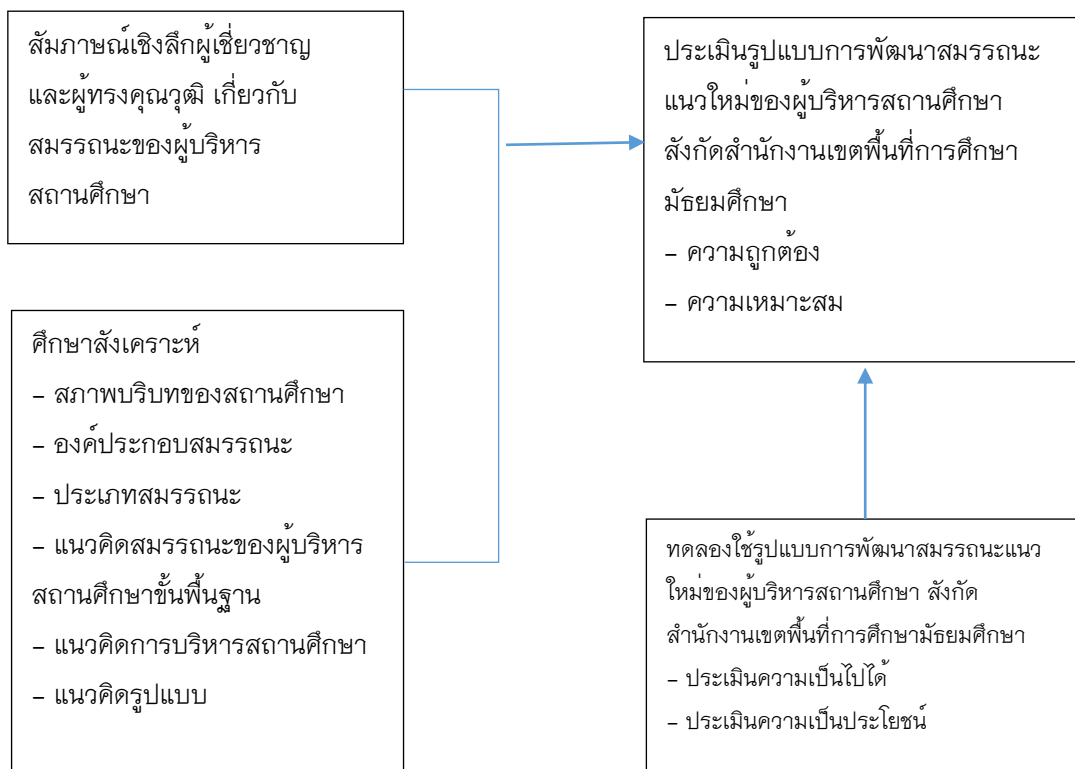 สัมภาษณ์เชิงลึกผู้เชี่ยวชาญ
และผู้ทรงคุณวุฒิ เกี่ยวกับ
สมรรถนะของผู้บริหาร
สถานศึกษา
ศึกษาสังเคราะห์
– สภาพบริบทของสถานศึกษา
– องค์ประกอบสมรรถนะ
– ประเภทสมรรถนะ
– แนวคิดสมรรถนะของผู้บริหาร
สถานศึกษาขั้นพื้นฐาน
– แนวคิดการบริหารสถานศึกษา
– แนวคิดรูปแบบ
ประเมินรูปแบบการพัฒนาสมรรถนะ
แนวใหม่ของผู้บริหารสถานศึกษา
สังกัดสำนักงานเขตพื้นที่การศึกษา
มัธยมศึกษา
– ความถูกต้อง
– ความเหมาะสม
ทดลองใช้รูปแบบการพัฒนาสมรรถนะแนว
ใหม่ของผู้บริหารสถานศึกษา สังกัด
สำนักงานเขตพื้นที่การศึกษามัธยมศึกษา
– ประเมินความเป็นไปได้
– ประเมินความเป็นประโยชน์